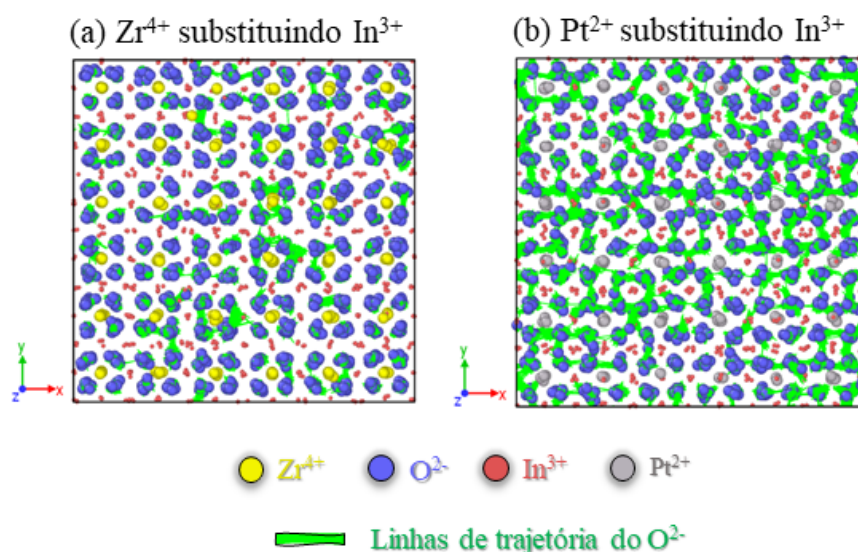 (a) Zr⁴⁺ substituindo In³⁺
(b) Pt²⁺ substituindo In³⁺
y
z
x
y
z
x
Zr⁴⁺
O²⁻
In³⁺
Pt²⁺
Linhas de trajetória do O²⁻